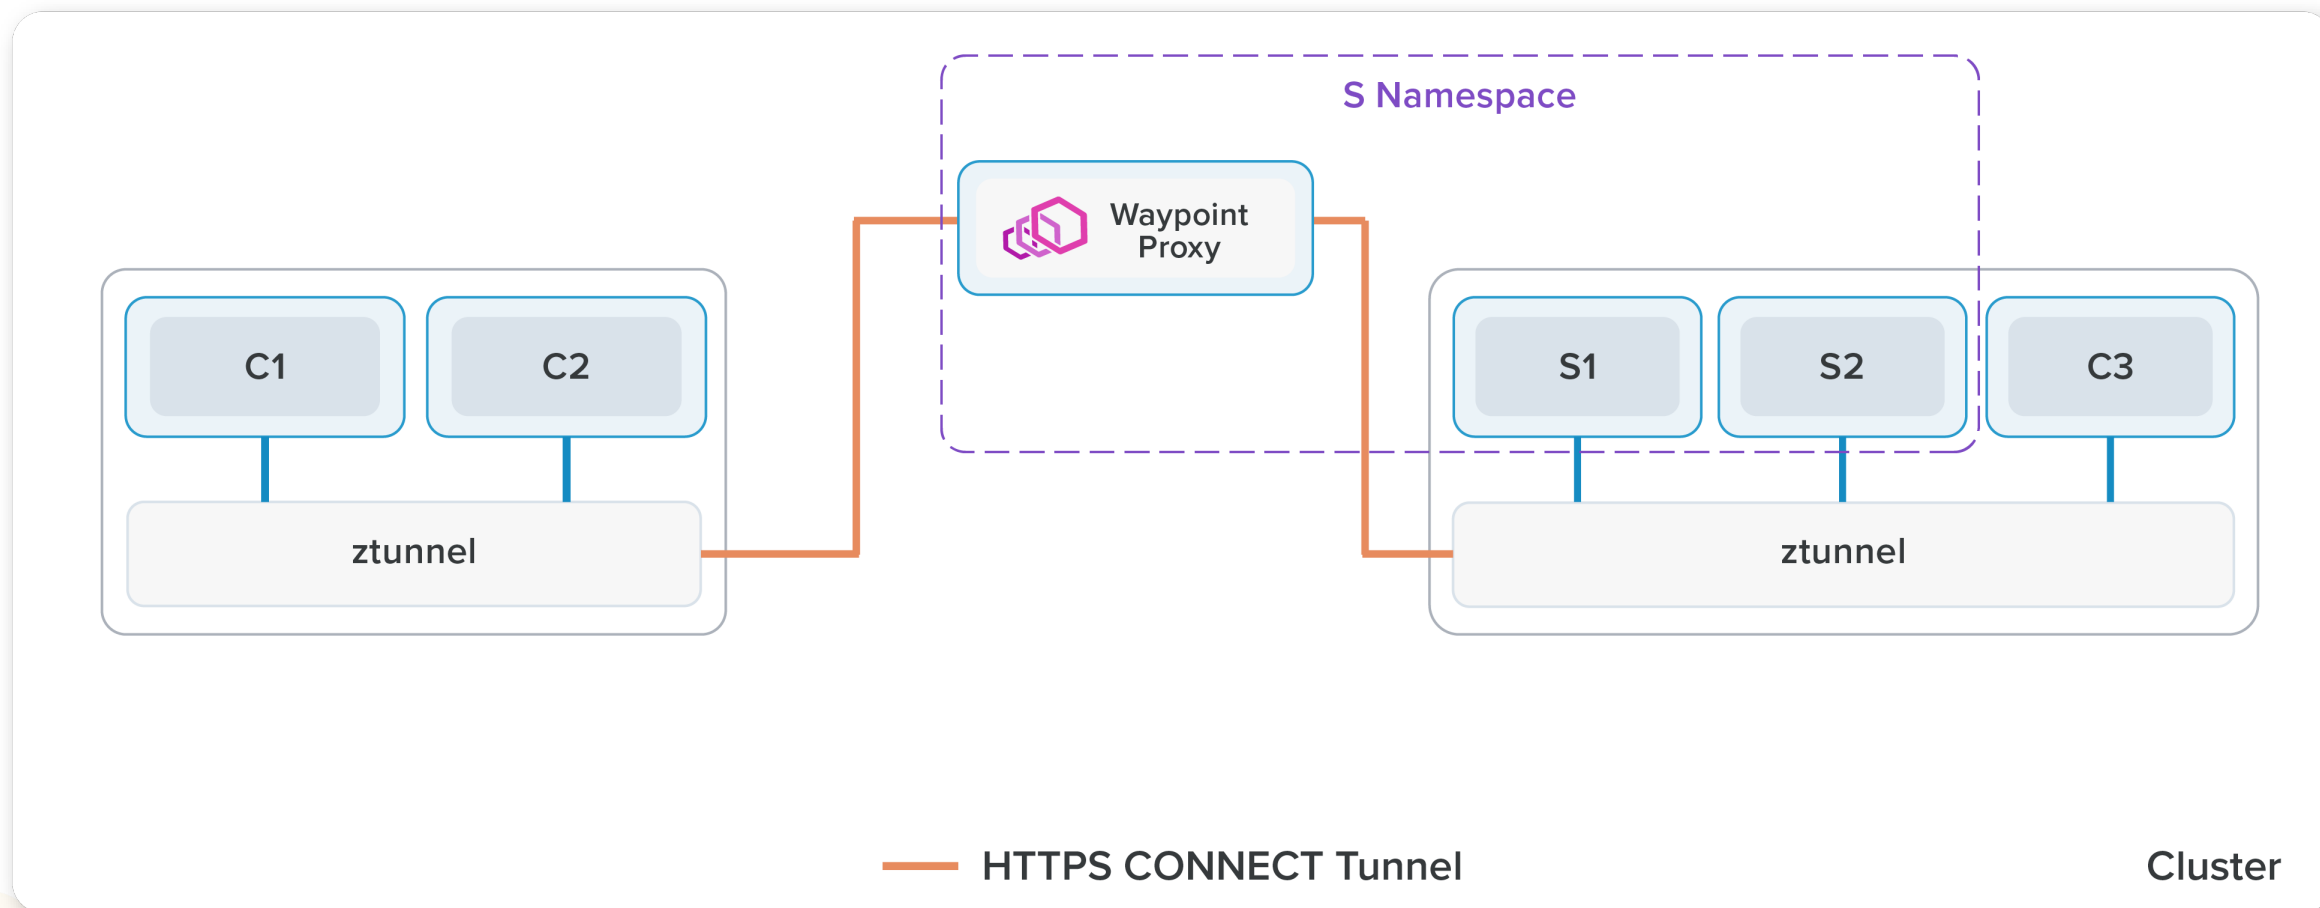 S Namespace
Waypoint
Proxy
C1
C2
S1
S2
C3
ztunnel
ztunnel
HTTPS CONNECT Tunnel
Cluster